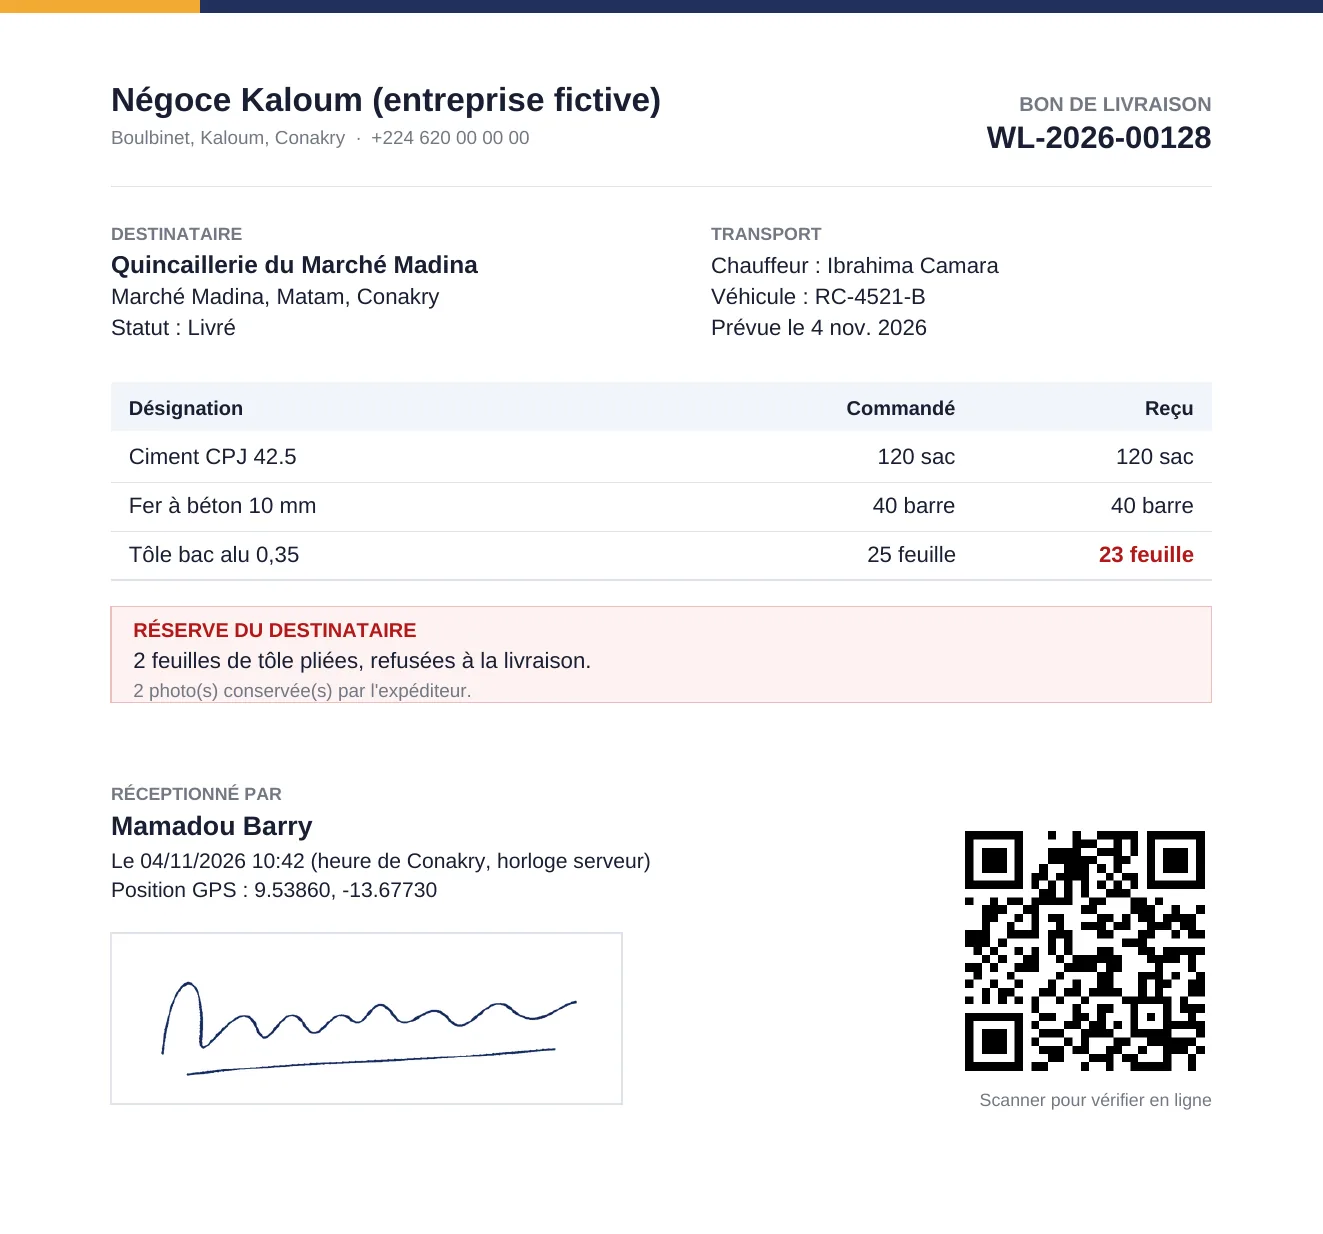 Négoce Kaloum (entreprise fictive)
Boulbinet, Kaloum, Conakry · +224 620 00 00 00
BON DE LIVRAISON
WL-2026-00128
DESTINATAIRE
Quincaillerie du Marché Madina
Marché Madina, Matam, Conakry
Statut : Livré
TRANSPORT
Chauffeur : Ibrahima Camara
Véhicule : RC-4521-B
Prévue le 4 nov. 2026
Désignation Commandé Reçu
Ciment CPJ 42.5 120 sac 120 sac
Fer à béton 10 mm 40 barre 40 barre
Tôle bac alu 0,35 25 feuille 23 feuille
RÉSERVE DU DESTINATAIRE
2 feuilles de tôle pliées, refusées à la livraison.
2 photo(s) conservée(s) par l'expéditeur.
RÉCEPTIONNÉ PAR
Mamadou Barry
Le 04/11/2026 10:42 (heure de Conakry, horloge serveur)
Position GPS : 9.53860, -13.67730
Scanner pour vérifier en ligne